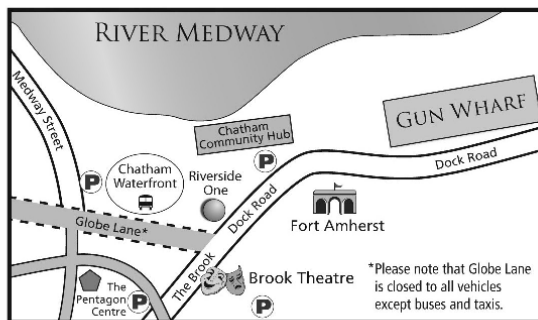 RIVER MEDWAY
Medway Street
GUN WHARF
Chatham
Community Hub
P
Dock Road
P
Chatham
Waterfront
Riverside
One
Dock Road
Fort Amherst
Globe Lane*
The Brook
Brook Theatre
The
Pentagon
Centre
P
P
*Please note that Globe Lane
is closed to all vehicles
except buses and taxis.